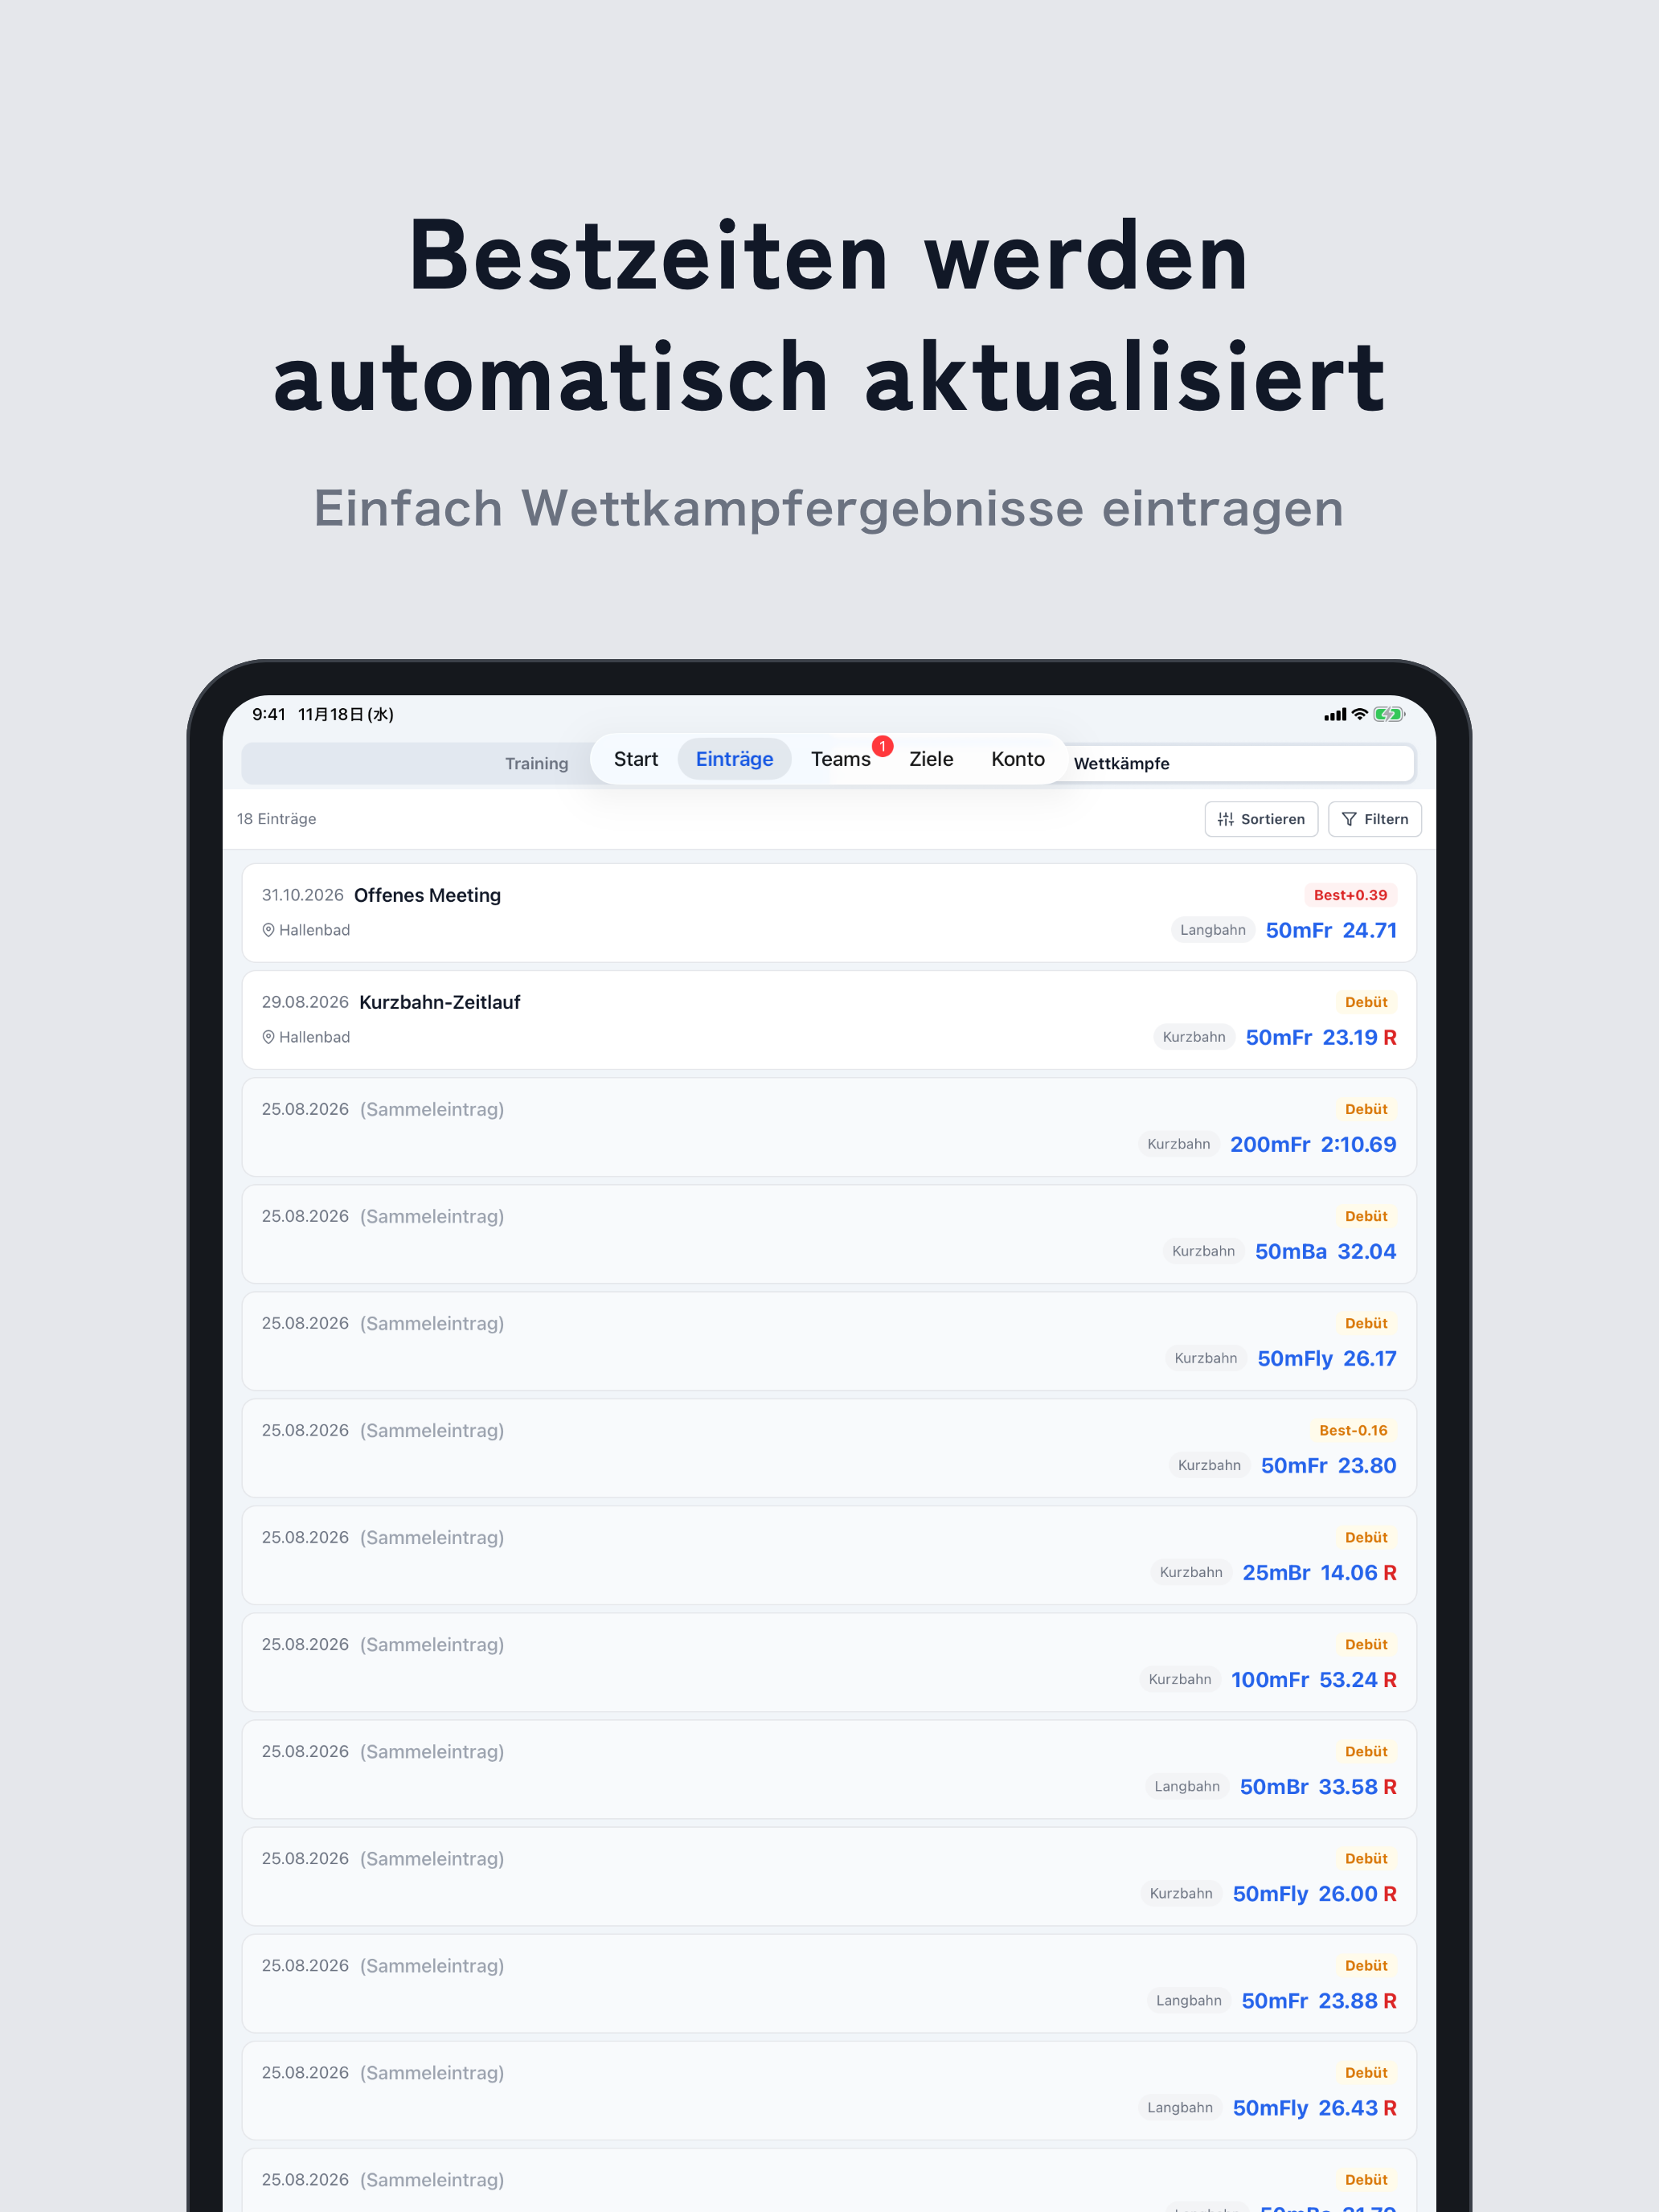 Bestzeiten werden
automatisch aktualisiert
Einfach Wettkampfergebnisse eintragen
9:41 11月18日(水)
Training Start Einträge Teams 1 Ziele Konto Wettkämpfe
18 Einträge Sortieren Filtern
31.10.2026 Offenes Meeting Best+0.39
Hallenbad Langbahn 50mFr 24.71
29.08.2026 Kurzbahn-Zeitlauf Debüt
Hallenbad Kurzbahn 50mFr 23.19 R
25.08.2026 (Sammeleintrag) Debüt
Kurzbahn 200mFr 2:10.69
25.08.2026 (Sammeleintrag) Debüt
Kurzbahn 50mBa 32.04
25.08.2026 (Sammeleintrag) Debüt
Kurzbahn 50mFly 26.17
25.08.2026 (Sammeleintrag) Best-0.16
Kurzbahn 50mFr 23.80
25.08.2026 (Sammeleintrag) Debüt
Kurzbahn 25mBr 14.06 R
25.08.2026 (Sammeleintrag) Debüt
Kurzbahn 100mFr 53.24 R
25.08.2026 (Sammeleintrag) Debüt
Langbahn 50mBr 33.58 R
25.08.2026 (Sammeleintrag) Debüt
Kurzbahn 50mFly 26.00 R
25.08.2026 (Sammeleintrag) Debüt
Langbahn 50mFr 23.88 R
25.08.2026 (Sammeleintrag) Debüt
Langbahn 50mFly 26.43 R
25.08.2026 (Sammeleintrag) Debüt